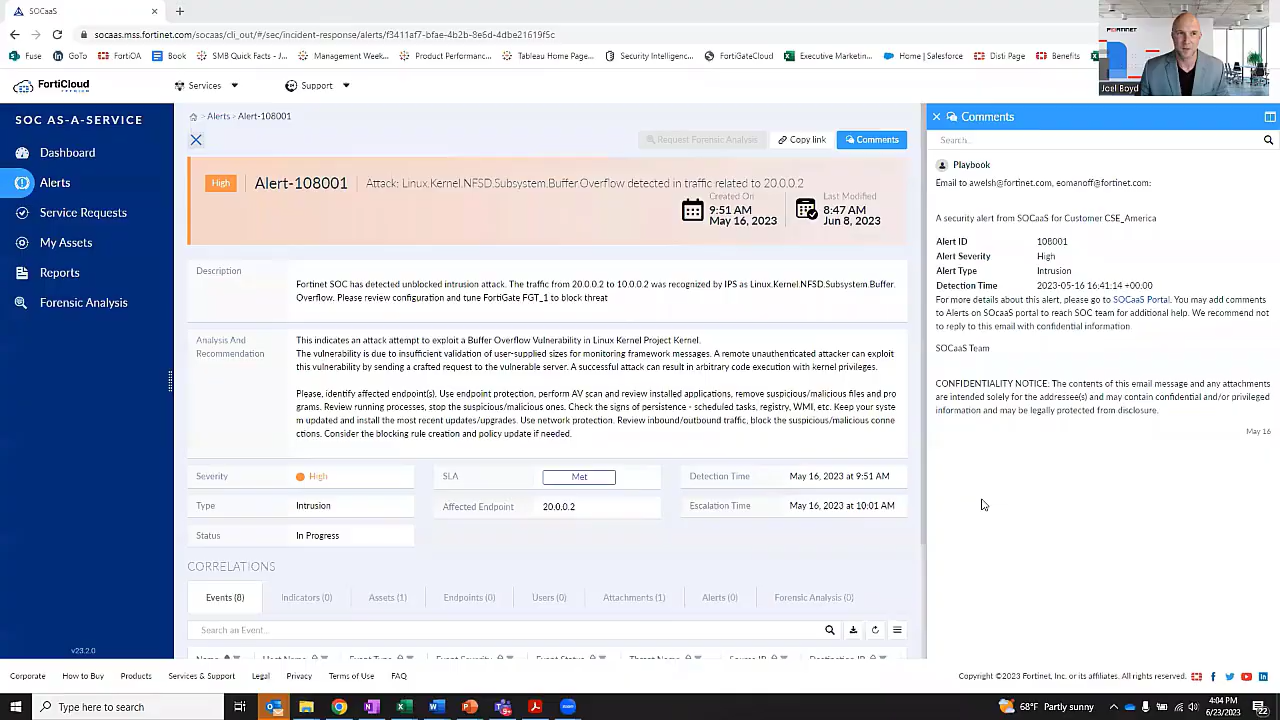 SOCaaS
socaas.mss.fortinet.com/socaas/cli_out/#/sec/incident-response/alerts/
Fuse
GoTo
FortiOA
Book
SMB Quick Facts - J...
Management Week...
Product Performanc...
Tableau Home Page...
Security Intelligenc...
FortiGateCloud
Executive Marketin...
Home | Salesforce
Disti Page
Benefits
FORTINET
Joel Boyd
FortiCloud
PREMIUM
Services
Support
SOC AS-A-SERVICE
Dashboard
Alerts
Service Requests
My Assets
Reports
Forensic Analysis
v23.2.0
Alerts > Alert-108001
Request Forensic Analysis
Copy link
Comments
High
Alert-108001
Attack: Linux.Kernel.NFSD.Subsystem.Buffer.Overflow detected in traffic related to 20.0.0.2
Created On
9:51 AM
May 16, 2023
Last Modified
8:47 AM
Jun 8, 2023
Description
Fortinet SOC has detected unblocked intrusion attack. The traffic from 20.0.0.2 to 10.0.0.2 was recognized by IPS as Linux.Kernel.NFSD.Subsystem.Buffer.
Overflow. Please review configuration and tune FortiGate FGT_1 to block threat
Analysis And
Recommendation
This indicates an attack attempt to exploit a Buffer Overflow Vulnerability in Linux Kernel Project Kernel.
The vulnerability is due to insufficient validation of user-supplied sizes for monitoring framework messages. A remote unauthenticated attacker can exploit
this vulnerability by sending a crafted request to the vulnerable server. A successful attack can result in arbitrary code execution with kernel privileges.
Please, identify affected endpoint(s). Use endpoint protection, perform AV scan and review installed applications, remove suspicious/malicious files and pro
grams. Review running processes, stop the suspicious/malicious ones. Check the signs of persistence - scheduled tasks, registry, WMI, etc. Keep your syste
m updated and install the most recent updates/upgrades. Use network protection. Review inbound/outbound traffic, block the suspicious/malicious conne
ctions. Consider the blocking rule creation and policy update if needed.
Severity
High
SLA
Met
Detection Time
May 16, 2023 at 9:51 AM
Type
Intrusion
Affected Endpoint
20.0.0.2
Escalation Time
May 16, 2023 at 10:01 AM
Status
In Progress
CORRELATIONS
Events (8)
Indicators (0)
Assets (1)
Endpoints (0)
Users (0)
Attachments (1)
Alerts (0)
Forensic Analysis (0)
Search an Event...
Host Name
Event Type
Event Severity
Event Status
Threat Name
Source IP
Destination IP
Comments
Search...
Playbook
Email to awelsh@fortinet.com, eomanoff@fortinet.com:
A security alert from SOCaaS for Customer CSE_America
Alert ID 108001
Alert Severity High
Alert Type Intrusion
Detection Time 2023-05-16 16:41:14 +00:00
For more details about this alert, please go to SOCaaS Portal. You may add comments
to Alerts on SOCaaS portal to reach SOC team for additional help. We recommend not
to reply to this email with confidential information.
SOCaaS Team
CONFIDENTIALITY NOTICE: The contents of this email message and any attachments
are intended solely for the addressee(s) and may contain confidential and/or privileged
information and may be legally protected from disclosure.
May 16
Corporate
How to Buy
Products
Services & Support
Legal
Privacy
Terms of Use
FAQ
Copyright ©2023 Fortinet, Inc. or its affiliates. All rights reserved.
Type here to search
68°F Partly sunny
4:04 PM
6/23/2023